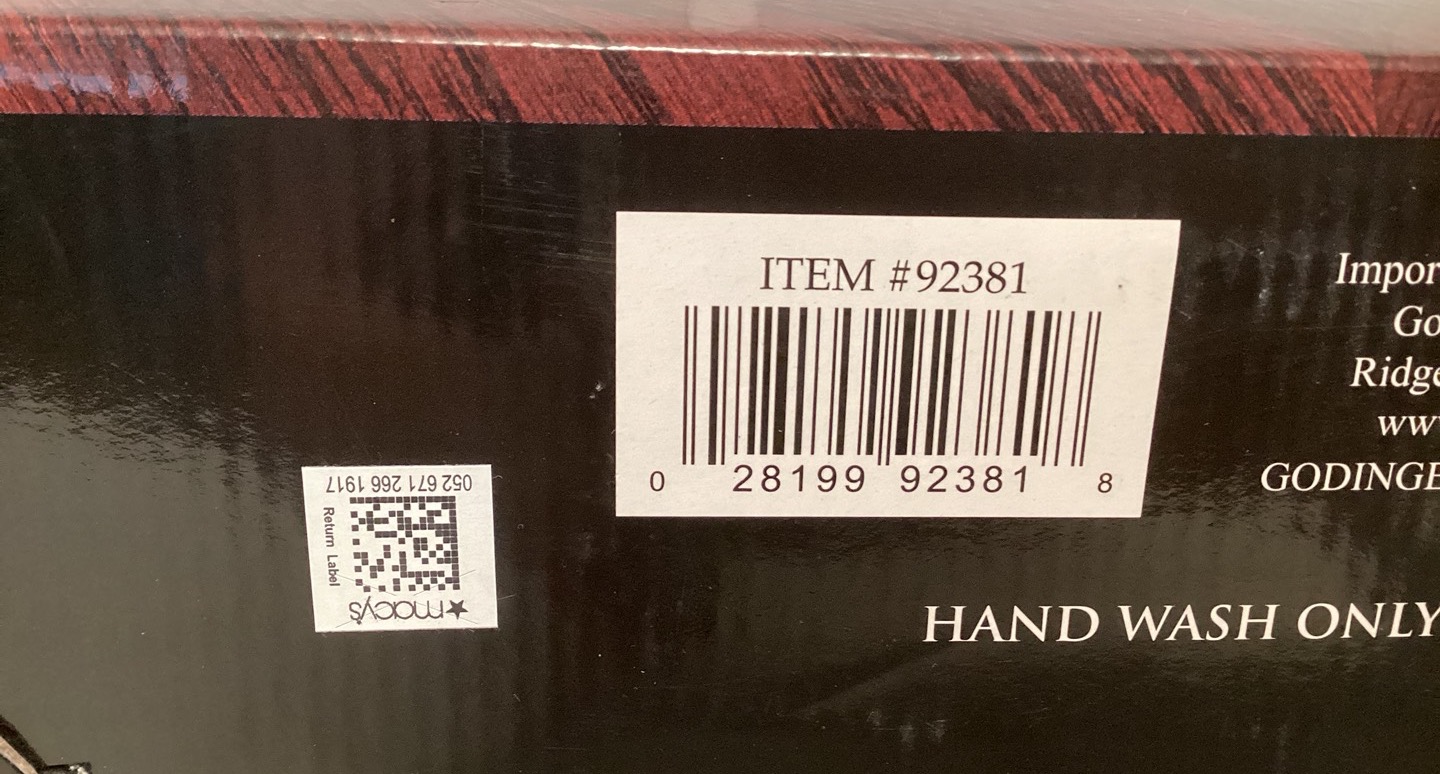 ITEM #92381
0 28199 92381 8
Impor
Go
Ridge
ww
GODINGE
HAND WASH ONLY
★macy's
Return Label
052 671 266 1917